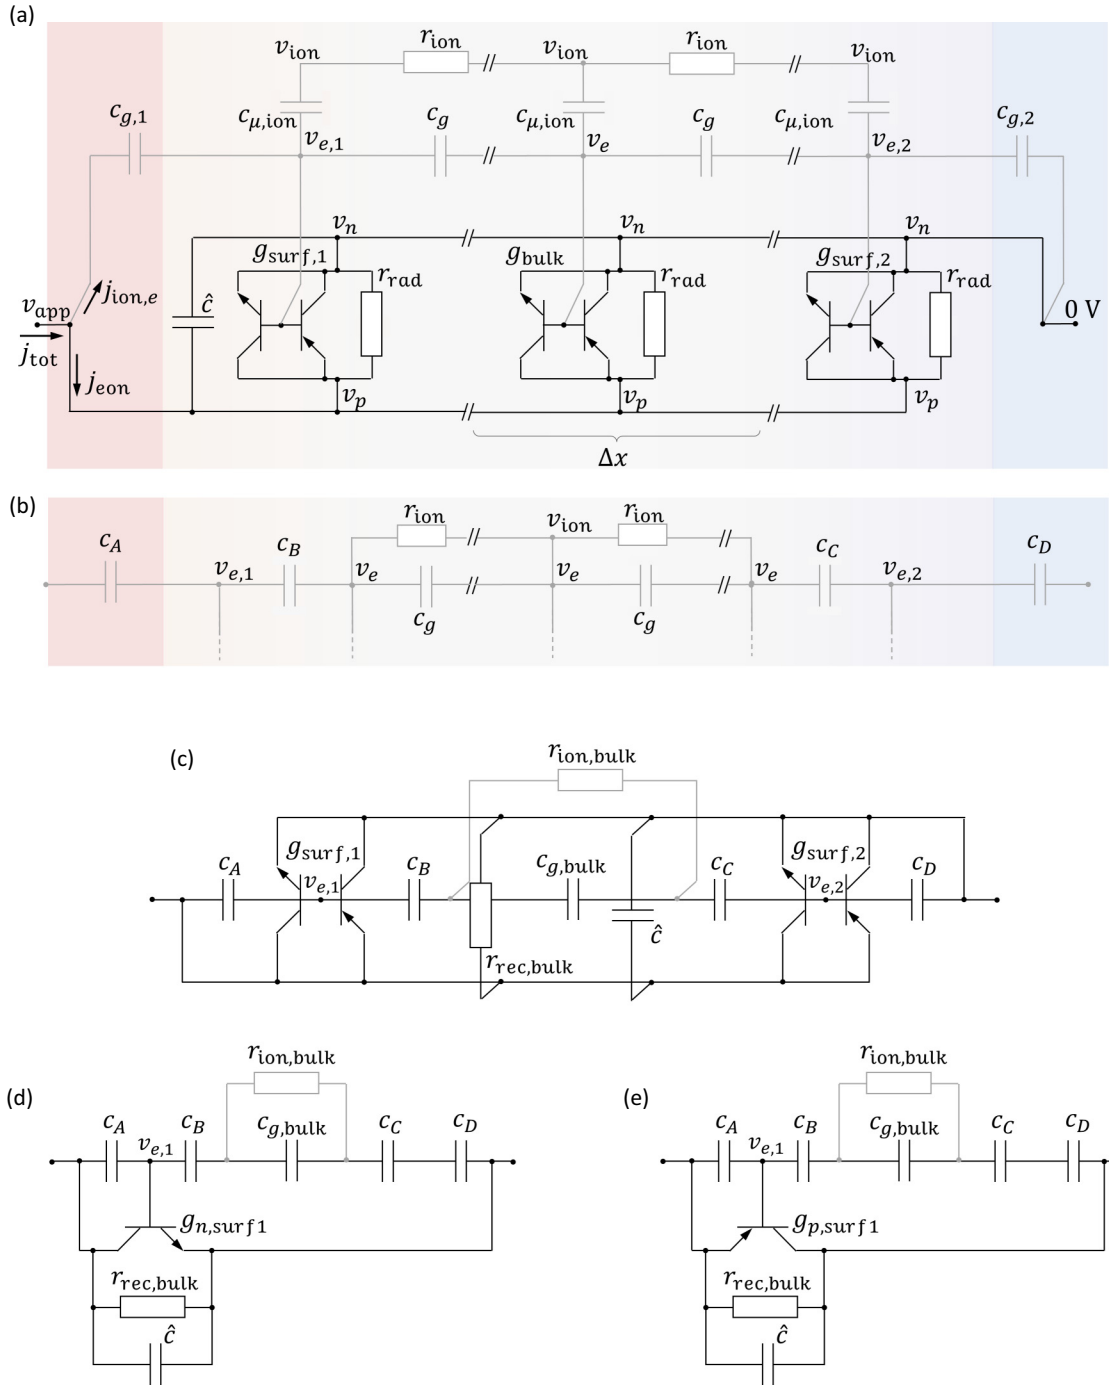 (a)
v_ion r_ion v_ion r_ion v_ion
c_g,1 c_μ,ion c_g c_μ,ion c_g c_μ,ion c_g,2
v_e,1 v_e v_e,2
v_n v_n v_n
g_surf,1 g_bulk g_surf,2
r_rad r_rad r_rad
v_app j_ion,e ĉ 0 V
j_tot j_eon
v_p v_p v_p
Δx
(b)
r_ion v_ion r_ion
c_A c_B c_C c_D
v_e,1 v_e v_e v_e v_e,2
c_g c_g
(c)
r_ion,bulk
g_surf,1 g_surf,2
c_A c_B c_g,bulk c_C c_D
v_e,1 v_e,2
ĉ
r_rec,bulk
(d)
r_ion,bulk
c_A c_B c_g,bulk c_C c_D
v_e,1
g_n,surf1
r_rec,bulk
ĉ
(e)
r_ion,bulk
c_A c_B c_g,bulk c_C c_D
v_e,1
g_p,surf1
r_rec,bulk
ĉ